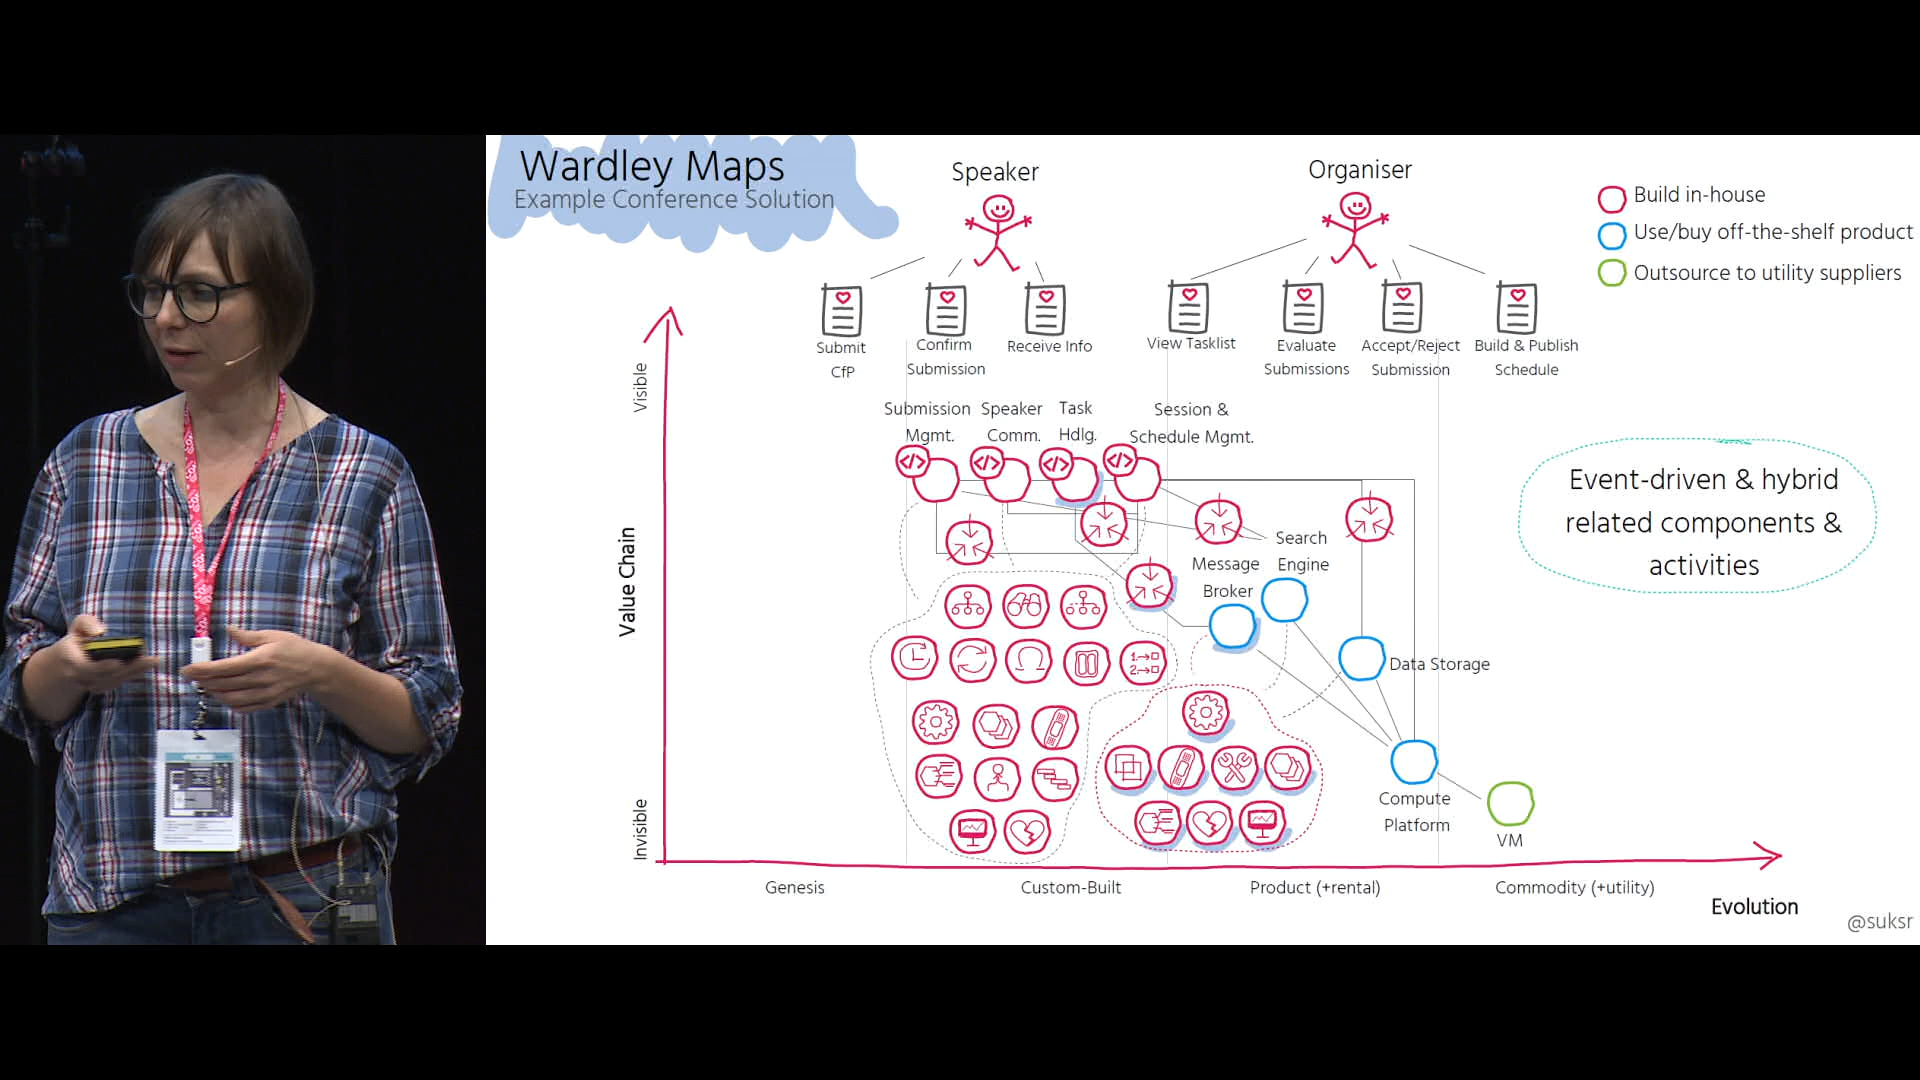 Wardley Maps
Example Conference Solution
Speaker
Organiser
Build in-house
Use/buy off-the-shelf product
Outsource to utility suppliers
Submit
CfP
Confirm
Submission
Receive Info
View Tasklist
Evaluate
Submissions
Accept/Reject
Submission
Build & Publish
Schedule
Visible
Value Chain
Invisible
Submission
Mgmt.
Speaker
Comm.
Task
Hdlg.
Session &
Schedule Mgmt.
</>
</>
</>
</>
Search
Engine
Message
Broker
Data Storage
1.→□
2.→□
Compute
Platform
VM
Event-driven & hybrid
related components &
activities
Genesis
Custom-Built
Product (+rental)
Commodity (+utility)
Evolution
@suksr